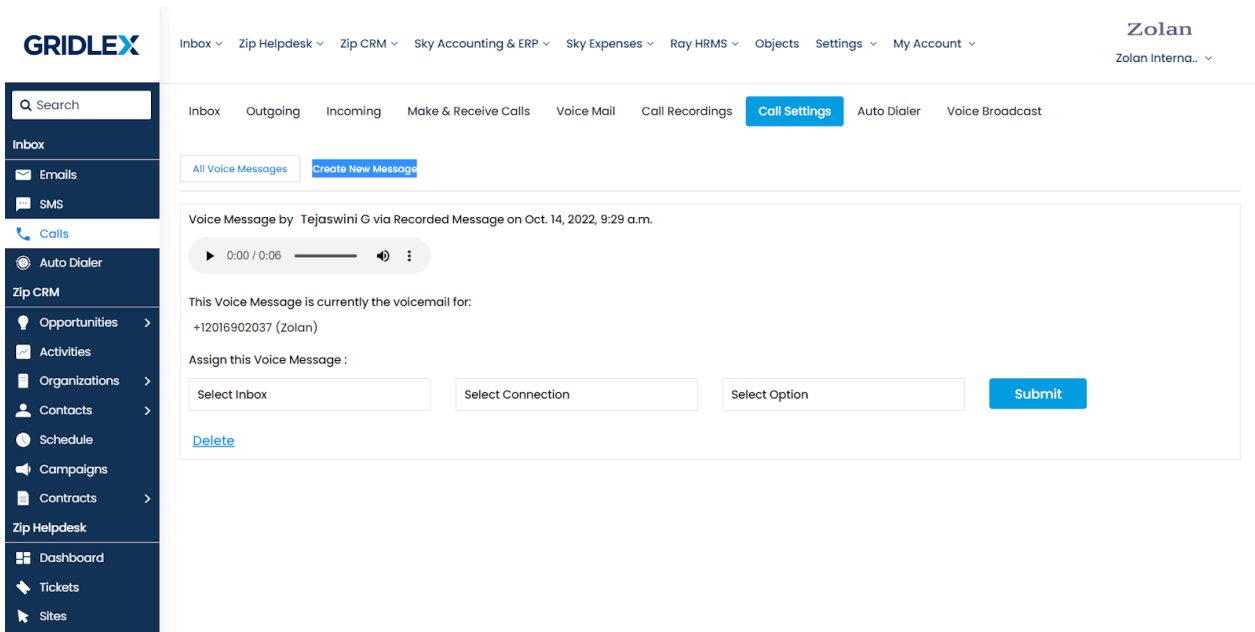 GRIDLEX
Inbox Zip Helpdesk Zip CRM Sky Accounting & ERP Sky Expenses Ray HRMS Objects Settings My Account
Zolan
Zolan Interna..
Search
Inbox
Emails
SMS
Calls
Auto Dialer
Zip CRM
Opportunities
Activities
Organizations
Contacts
Schedule
Campaigns
Contracts
Zip Helpdesk
Dashboard
Tickets
Sites
Inbox Outgoing Incoming Make & Receive Calls Voice Mail Call Recordings Call Settings Auto Dialer Voice Broadcast
All Voice Messages Create New Message
Voice Message by Tejaswini G via Recorded Message on Oct. 14, 2022, 9:29 a.m.
0:00 / 0:06
This Voice Message is currently the voicemail for:
+12016902037 (Zolan)
Assign this Voice Message :
Select Inbox Select Connection Select Option Submit
Delete